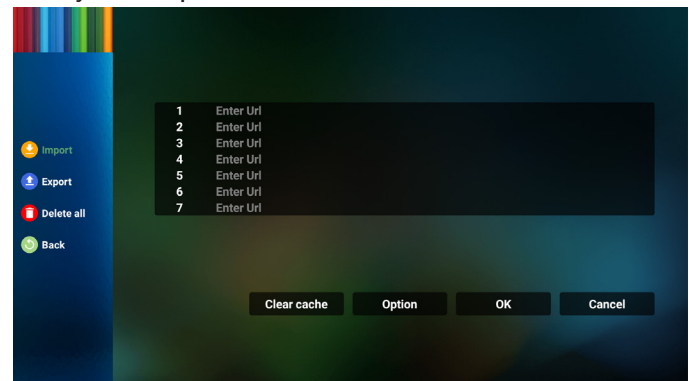 Import
Export
Delete all
Back
1 Enter Url
2 Enter Url
3 Enter Url
4 Enter Url
5 Enter Url
6 Enter Url
7 Enter Url
Clear cache Option OK Cancel